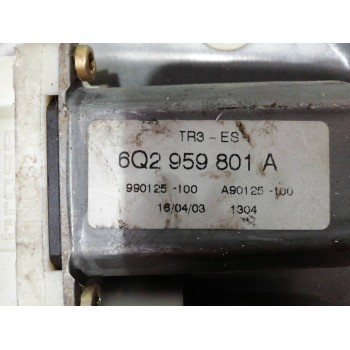 TR3 - ES
6Q2 959 801 A
990125 -100 A90125 -100
16/04/03 1304